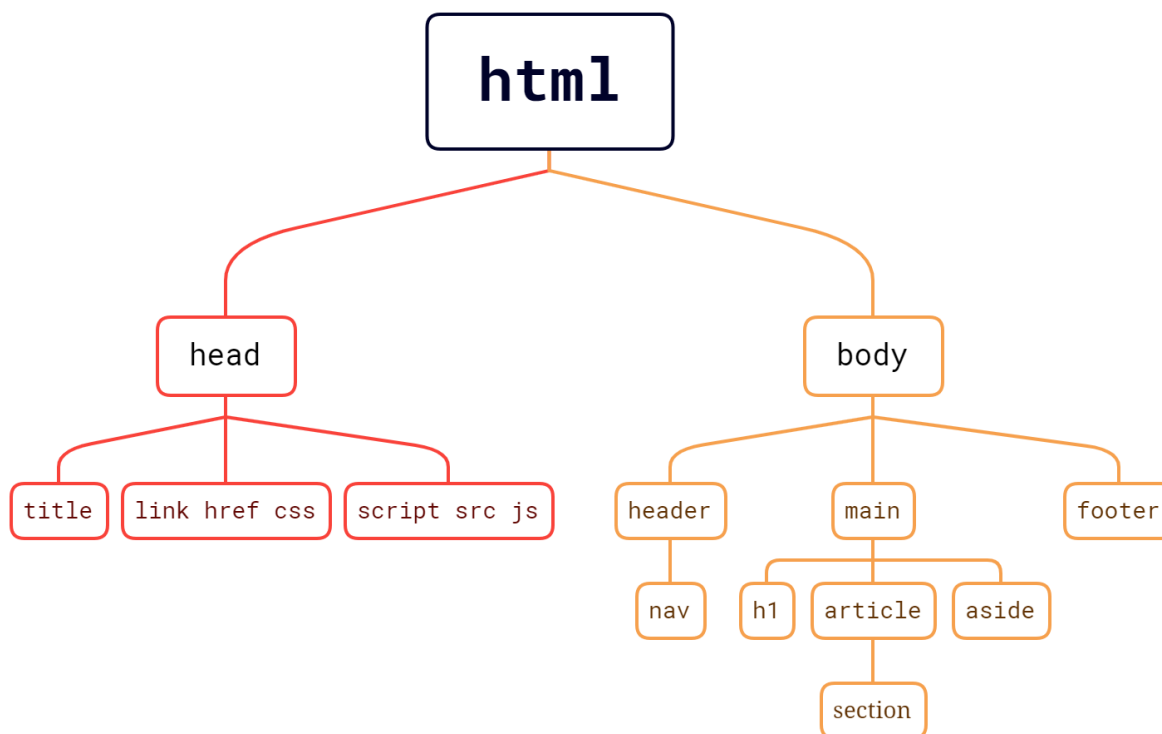 html
head
body
title
link href css
script src js
header
main
footer
nav
h1
article
aside
section